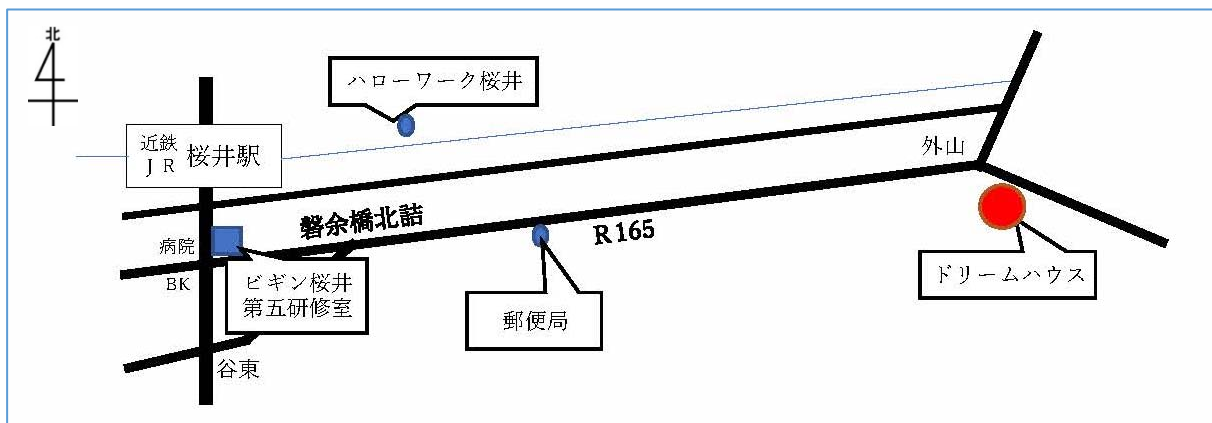 北
ハローワーク桜井
近鉄
ＪＲ 桜井駅
外山
磐余橋北詰
R165
病院
BK
ビギン桜井
第五研修室
郵便局
ドリームハウス
谷東